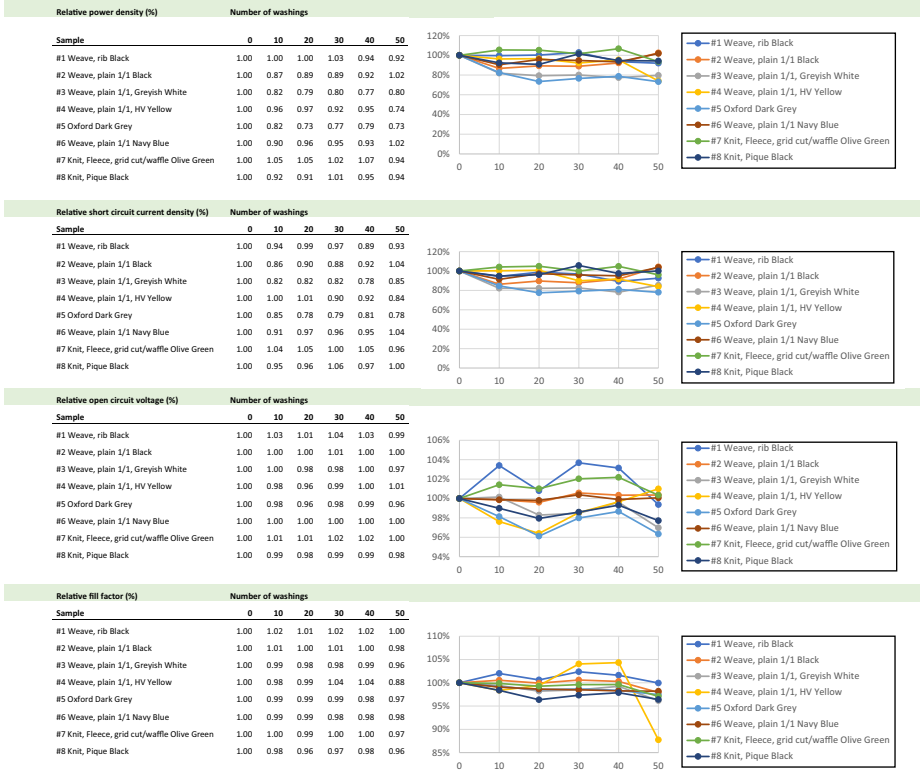 Relative power density (%) Number of washings
Sample 0 10 20 30 40 50
#1 Weave, rib Black 1.00 1.00 1.00 1.03 0.94 0.92
#2 Weave, plain 1/1 Black 1.00 0.87 0.88 0.89 0.92 1.02
#3 Weave, plain 1/1, Greyish White 1.00 0.82 0.79 0.80 0.77 0.80
#4 Weave, plain 1/1, HV Yellow 1.00 0.96 0.97 0.92 0.95 0.74
#5 Oxford Dark Grey 1.00 0.82 0.73 0.77 0.79 0.73
#6 Weave, plain 1/1 Navy Blue 1.00 0.90 0.96 0.95 0.93 1.02
#7 Knit, Fleece, grid cut/waffle Olive Green 1.00 1.05 1.05 1.02 1.07 0.94
#8 Knit, Pique Black 1.00 0.92 0.91 1.01 0.95 0.94
120%
100%
80%
60%
40%
20%
0%
0 10 20 30 40 50
#1 Weave, rib Black
#2 Weave, plain 1/1 Black
#3 Weave, plain 1/1, Greyish White
#4 Weave, plain 1/1, HV Yellow
#5 Oxford Dark Grey
#6 Weave, plain 1/1 Navy Blue
#7 Knit, Fleece, grid cut/waffle Olive Green
#8 Knit, Pique Black
Relative short circuit current density (%) Number of washings
Sample 0 10 20 30 40 50
#1 Weave, rib Black 1.00 0.94 0.99 0.97 0.89 0.93
#2 Weave, plain 1/1 Black 1.00 0.86 0.90 0.88 0.92 1.04
#3 Weave, plain 1/1, Greyish White 1.00 0.82 0.82 0.82 0.78 0.85
#4 Weave, plain 1/1, HV Yellow 1.00 1.00 1.01 0.90 0.92 0.84
#5 Oxford Dark Grey 1.00 0.85 0.78 0.79 0.81 0.78
#6 Weave, plain 1/1 Navy Blue 1.00 0.91 0.97 0.96 0.95 1.04
#7 Knit, Fleece, grid cut/waffle Olive Green 1.00 1.04 1.05 1.00 1.05 0.96
#8 Knit, Pique Black 1.00 0.95 0.96 1.06 0.97 1.00
120%
100%
80%
60%
40%
20%
0%
0 10 20 30 40 50
#1 Weave, rib Black
#2 Weave, plain 1/1 Black
#3 Weave, plain 1/1, Greyish White
#4 Weave, plain 1/1, HV Yellow
#5 Oxford Dark Grey
#6 Weave, plain 1/1 Navy Blue
#7 Knit, Fleece, grid cut/waffle Olive Green
#8 Knit, Pique Black
Relative open circuit voltage (%) Number of washings
Sample 0 10 20 30 40 50
#1 Weave, rib Black 1.00 1.03 1.01 1.04 1.03 0.99
#2 Weave, plain 1/1 Black 1.00 1.00 1.00 1.01 1.00 1.00
#3 Weave, plain 1/1, Greyish White 1.00 1.00 0.98 0.98 1.00 0.97
#4 Weave, plain 1/1, HV Yellow 1.00 0.98 0.96 0.99 1.00 1.01
#5 Oxford Dark Grey 1.00 0.98 0.96 0.98 0.99 0.96
#6 Weave, plain 1/1 Navy Blue 1.00 1.00 1.00 1.00 1.00 1.00
#7 Knit, Fleece, grid cut/waffle Olive Green 1.00 1.01 1.01 1.02 1.02 1.00
#8 Knit, Pique Black 1.00 0.99 0.98 0.99 0.99 0.98
106%
104%
102%
100%
98%
96%
94%
0 10 20 30 40 50
#1 Weave, rib Black
#2 Weave, plain 1/1 Black
#3 Weave, plain 1/1, Greyish White
#4 Weave, plain 1/1, HV Yellow
#5 Oxford Dark Grey
#6 Weave, plain 1/1 Navy Blue
#7 Knit, Fleece, grid cut/waffle Olive Green
#8 Knit, Pique Black
Relative fill factor (%) Number of washings
Sample 0 10 20 30 40 50
#1 Weave, rib Black 1.00 1.02 1.01 1.02 1.02 1.00
#2 Weave, plain 1/1 Black 1.00 1.01 1.00 1.01 1.00 0.98
#3 Weave, plain 1/1, Greyish White 1.00 0.99 0.98 0.98 0.99 0.96
#4 Weave, plain 1/1, HV Yellow 1.00 0.98 0.99 1.04 1.04 0.88
#5 Oxford Dark Grey 1.00 0.99 0.99 0.99 0.98 0.97
#6 Weave, plain 1/1 Navy Blue 1.00 0.99 0.99 0.98 0.98 0.98
#7 Knit, Fleece, grid cut/waffle Olive Green 1.00 1.00 0.99 1.00 1.00 0.97
#8 Knit, Pique Black 1.00 0.98 0.96 0.97 0.98 0.96
110%
105%
100%
95%
90%
85%
0 10 20 30 40 50
#1 Weave, rib Black
#2 Weave, plain 1/1 Black
#3 Weave, plain 1/1, Greyish White
#4 Weave, plain 1/1, HV Yellow
#5 Oxford Dark Grey
#6 Weave, plain 1/1 Navy Blue
#7 Knit, Fleece, grid cut/waffle Olive Green
#8 Knit, Pique Black